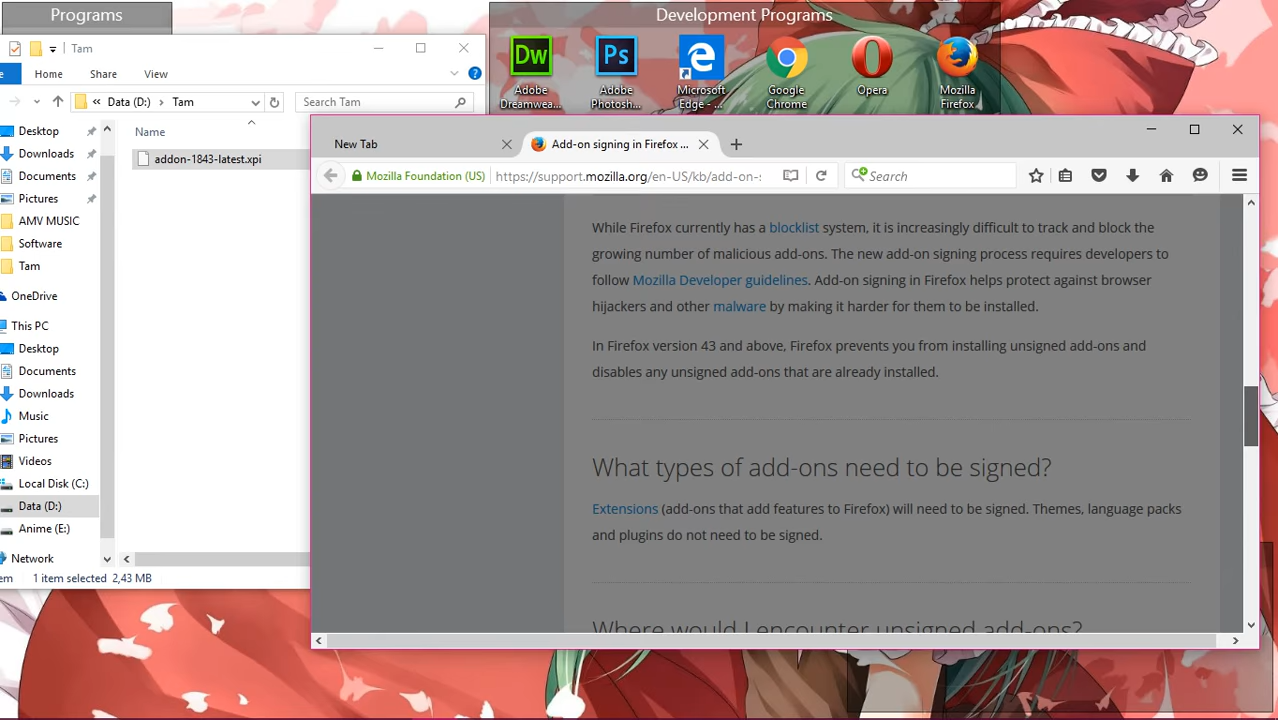 Programs
Development Programs
Tam
Home
Share
View
Data (D:)
Tam
Search Tam
Name
addon-1843-latest.xpi
Desktop
Downloads
Documents
Pictures
AMV MUSIC
Software
Tam
OneDrive
This PC
Desktop
Documents
Downloads
Music
Pictures
Videos
Local Disk (C:)
Data (D:)
Anime (E:)
Network
1 item selected 2,43 MB
Dw
Adobe
Dreamwea...
Ps
Adobe
Photosh...
Microsoft
Edge - ...
Google
Chrome
Opera
Mozilla
Firefox
New Tab
Add-on signing in Firefox ...
Mozilla Foundation (US)
https://support.mozilla.org/en-US/kb/add-on-s
Search
While Firefox currently has a blocklist system, it is increasingly difficult to track and block the
growing number of malicious add-ons. The new add-on signing process requires developers to
follow Mozilla Developer guidelines. Add-on signing in Firefox helps protect against browser
hijackers and other malware by making it harder for them to be installed.
In Firefox version 43 and above, Firefox prevents you from installing unsigned add-ons and
disables any unsigned add-ons that are already installed.
What types of add-ons need to be signed?
Extensions (add-ons that add features to Firefox) will need to be signed. Themes, language packs
and plugins do not need to be signed.
Where would I encounter unsigned add-ons?